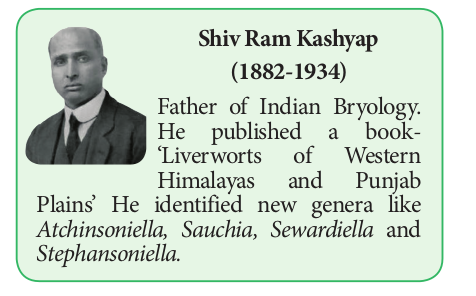 Shiv Ram Kashyap
(1882-1934)
Father of Indian Bryology.
He published a book-
‘Liverworts of Western
Himalayas and Punjab
Plains’ He identified new genera like
Atchinsoniella, Sauchia, Sewardiella and
Stephansoniella.